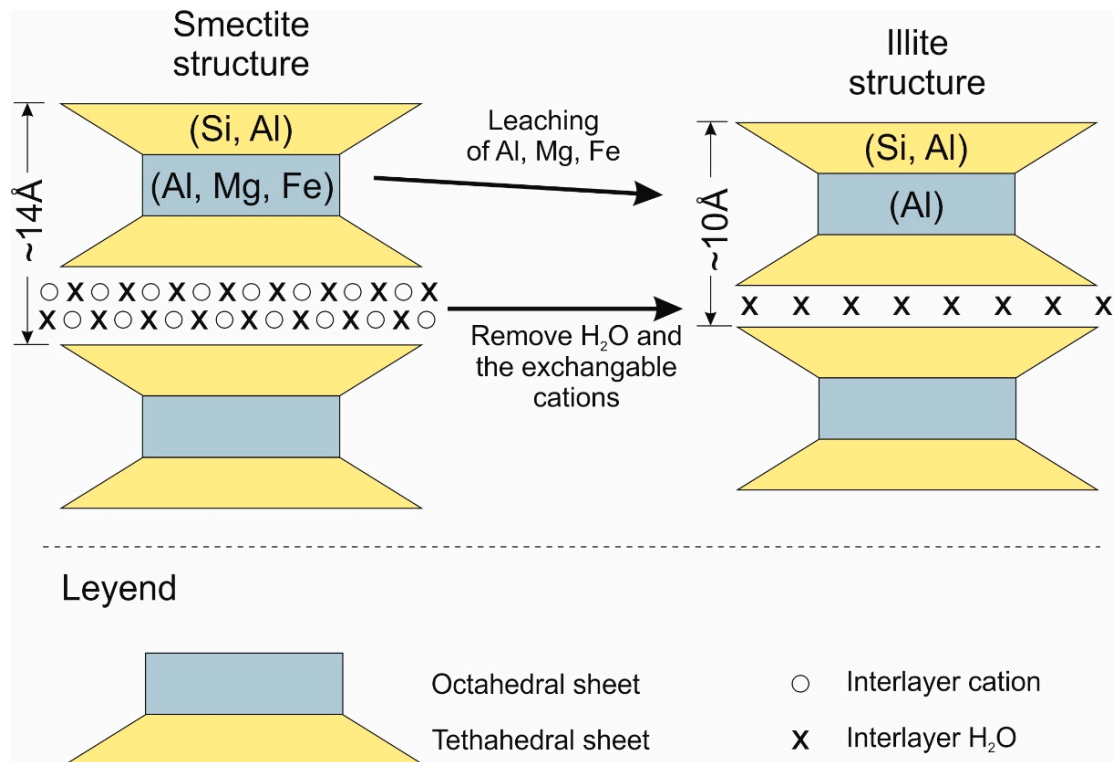 Smectite
structure
Illite
structure
(Si, Al)
(Al, Mg, Fe)
~14Å
Leaching
of Al, Mg, Fe
(Si, Al)
(Al)
~10Å
Remove H₂O and
the exchangable
cations
Leyend
Octahedral sheet
Interlayer cation
Tethahedral sheet
X Interlayer H₂O